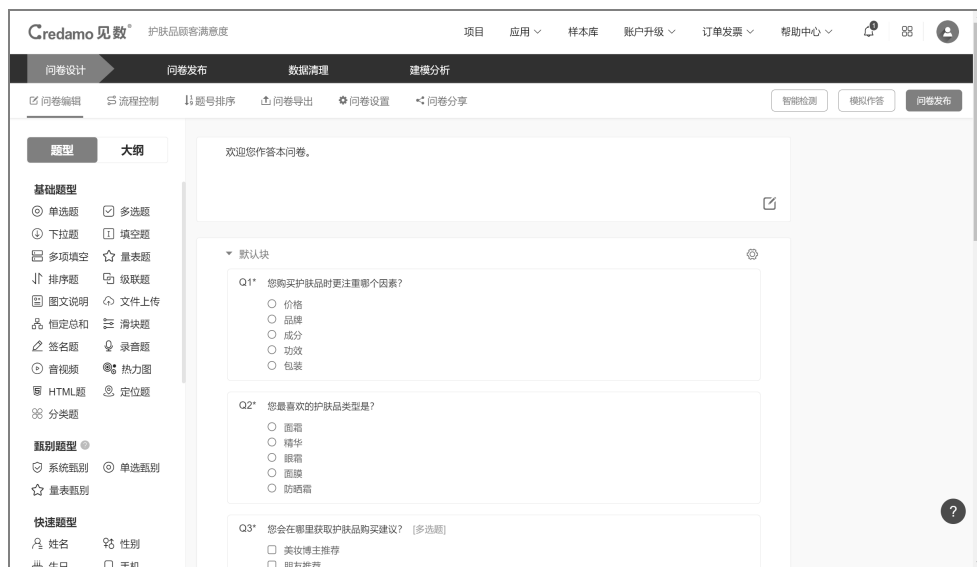 Credamo 见数® 护肤品顾客满意度 项目 应用 样本库 账户升级 订单发票 帮助中心 1
问卷设计 问卷发布 数据清理 建模分析
问卷编辑 流程控制 题号排序 问卷导出 问卷设置 问卷分享 智能检测 模拟作答 问卷发布
题型 大纲
欢迎您作答本问卷。
基础题型
单选题 多选题
下拉题 填空题
多项填空 量表题
排序题 级联题
图文说明 文件上传
恒定总和 滑块题
签名题 录音题
音视频 热力图
HTML题 定位题
分类题
甄别题型 ?
系统甄别 单选甄别
量表甄别
快速题型
姓名 性别
生日 手机
默认块
Q1* 您购买护肤品时更注重哪个因素?
价格
品牌
成分
功效
包装
Q2* 您最喜欢的护肤品类型是?
面霜
精华
眼霜
面膜
防晒霜
Q3* 您会在哪里获取护肤品购买建议? [多选题]
美妆博主推荐
朋友推荐
?